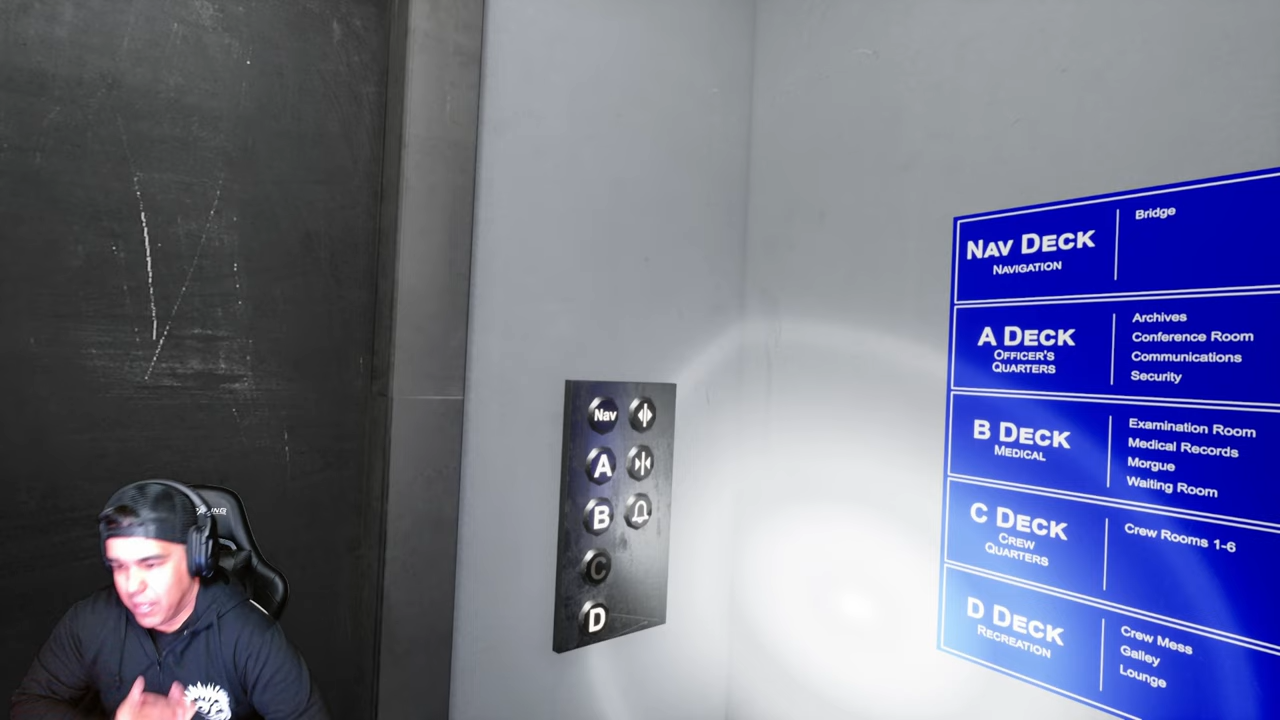 Nav
A
B
C
D
NAV DECK
NAVIGATION
Bridge
A DECK
OFFICER'S
QUARTERS
Archives
Conference Room
Communications
Security
B DECK
MEDICAL
Examination Room
Medical Records
Morgue
Waiting Room
C DECK
CREW
QUARTERS
Crew Rooms 1-6
D DECK
RECREATION
Crew Mess
Galley
Lounge